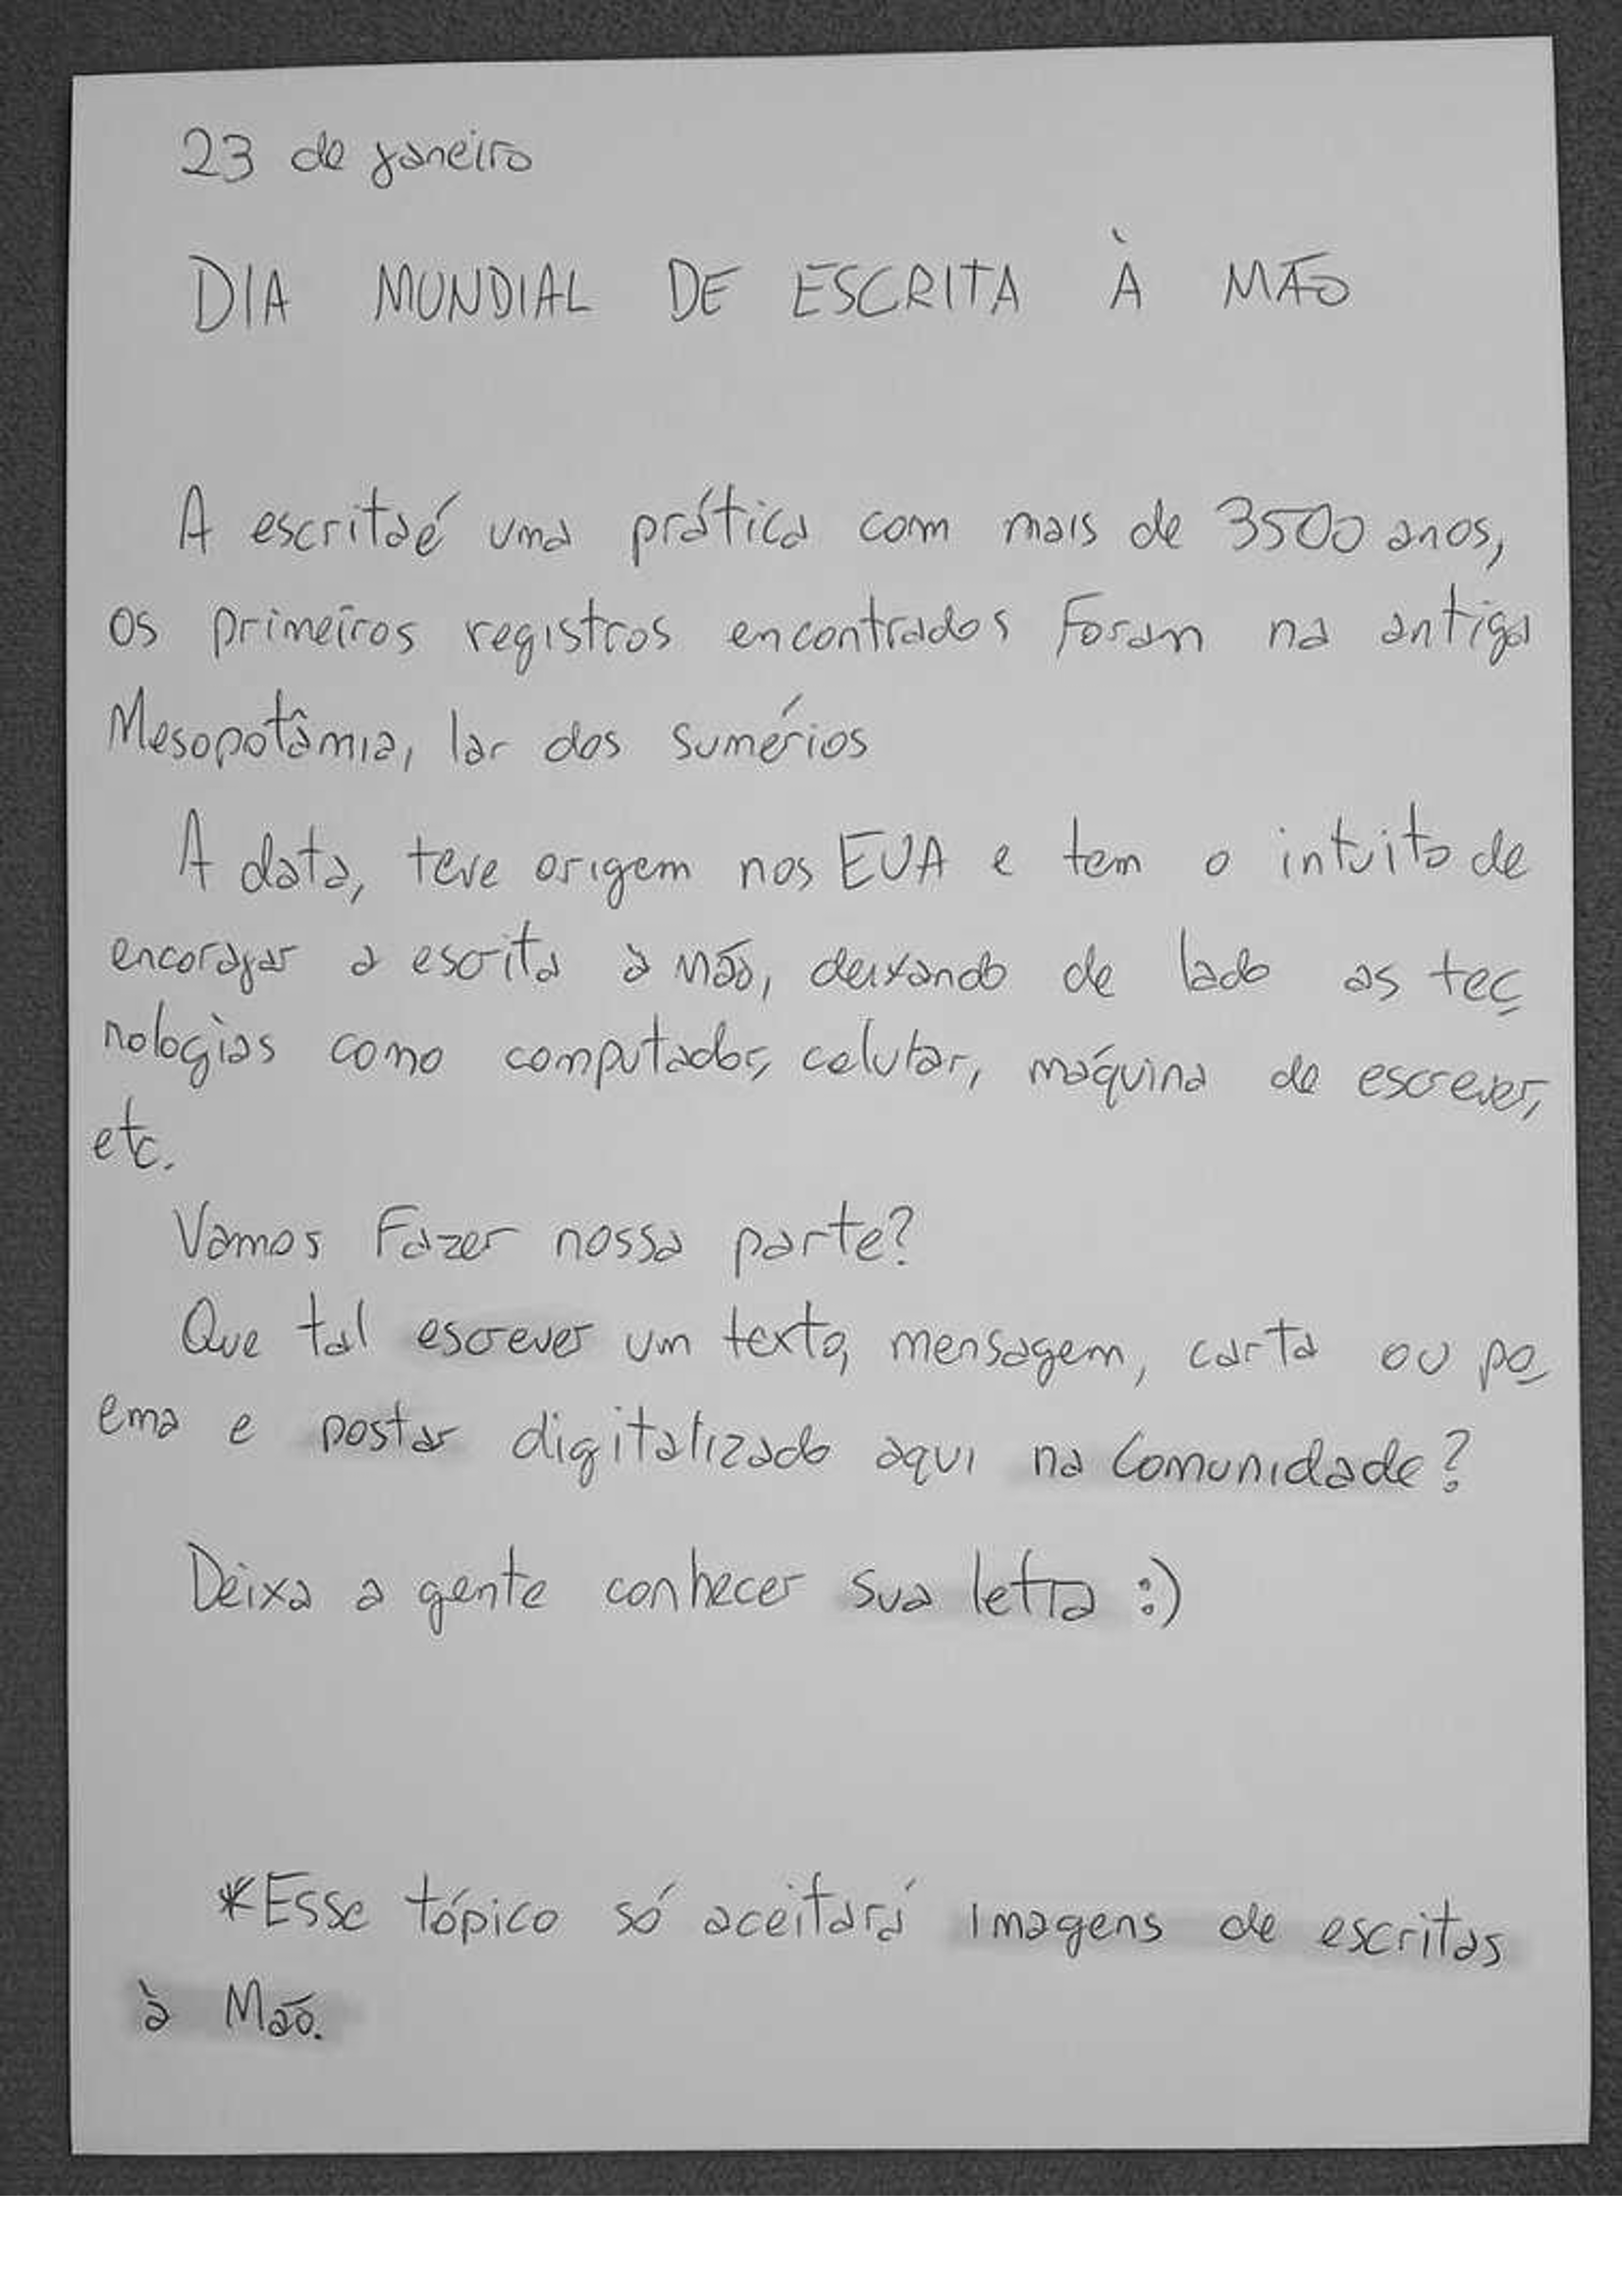 23 de janeiro
DIA MUNDIAL DE ESCRITA À MÃO
A escrita é uma prática com mais de 3500 anos,
os primeiros registros encontrados foram na antiga
Mesopotâmia, lar dos sumérios
A data, teve origem nos EUA e tem o intuito de
encorajar a escrita à mão, deixando de lado as tec
nologias como computador, celular, máquina de escrever,
etc.
Vamos Fazer nossa parte?
Que tal escrever um texto, mensagem, carta ou po
ema e postar digitalizado aqui na Comunidade?
Deixa a gente conhecer sua letra :)
*Esse tópico só aceitará imagens de escritas
à Mão.